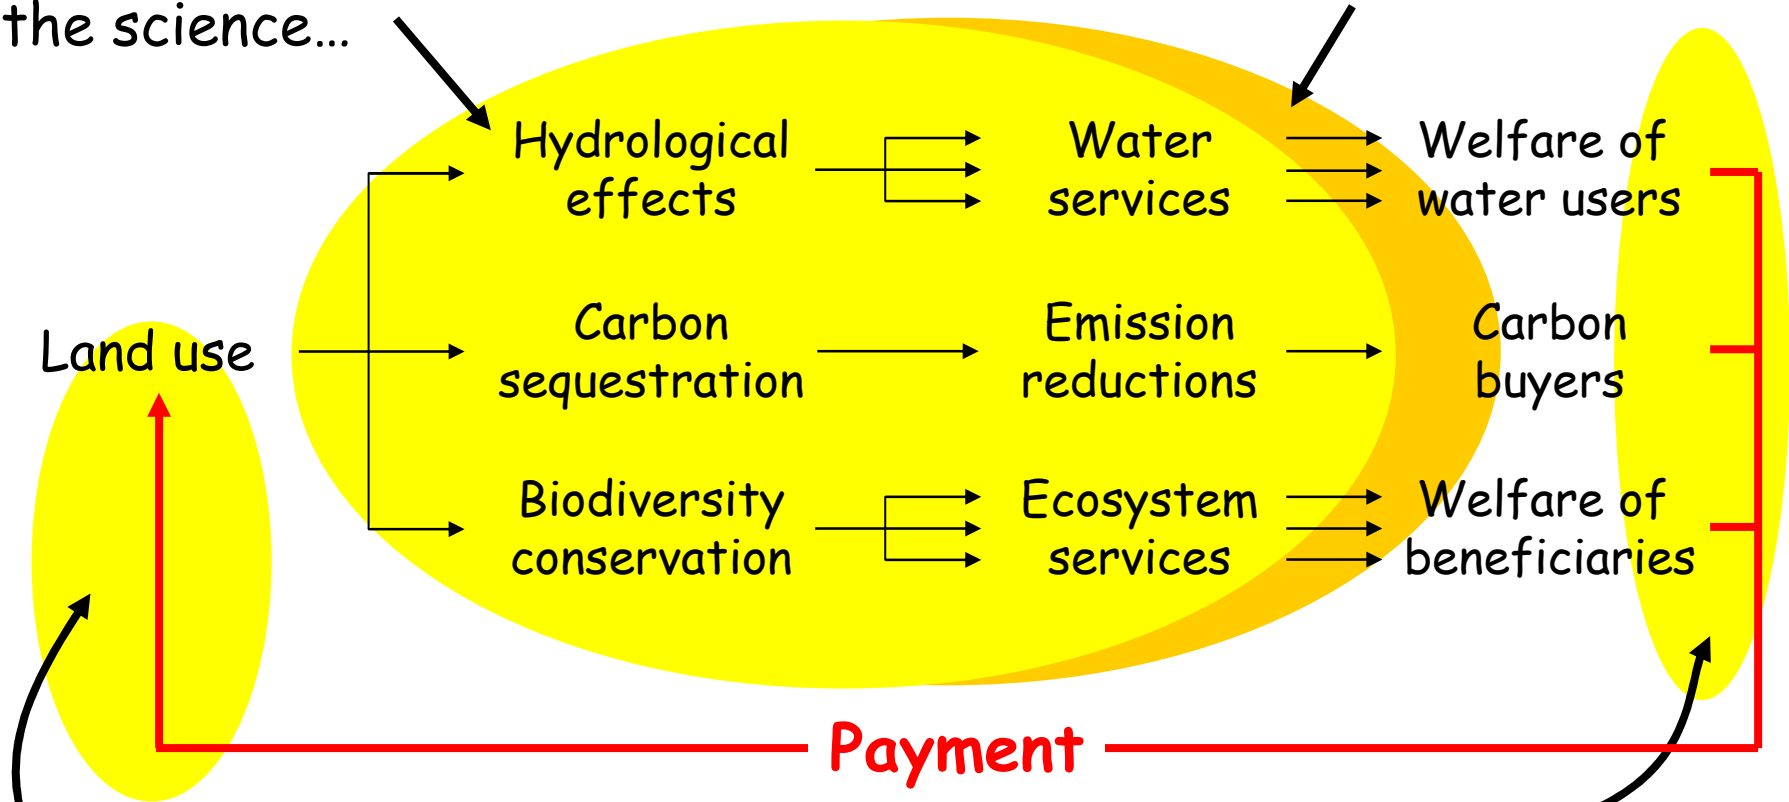 the science…
Hydrological
effects
Water
services
Welfare of
water users
Land use
Carbon
sequestration
Emission
reductions
Carbon
buyers
Biodiversity
conservation
Ecosystem
services
Welfare of
beneficiaries
Payment